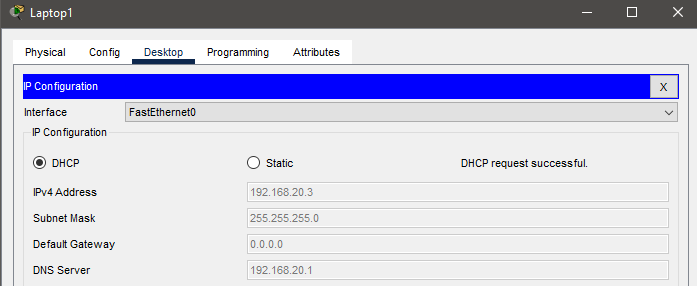 Laptop1
Physical Config Desktop Programming Attributes
IP Configuration X
Interface FastEthernet0
IP Configuration
DHCP Static DHCP request successful.
IPv4 Address 192.168.20.3
Subnet Mask 255.255.255.0
Default Gateway 0.0.0.0
DNS Server 192.168.20.1